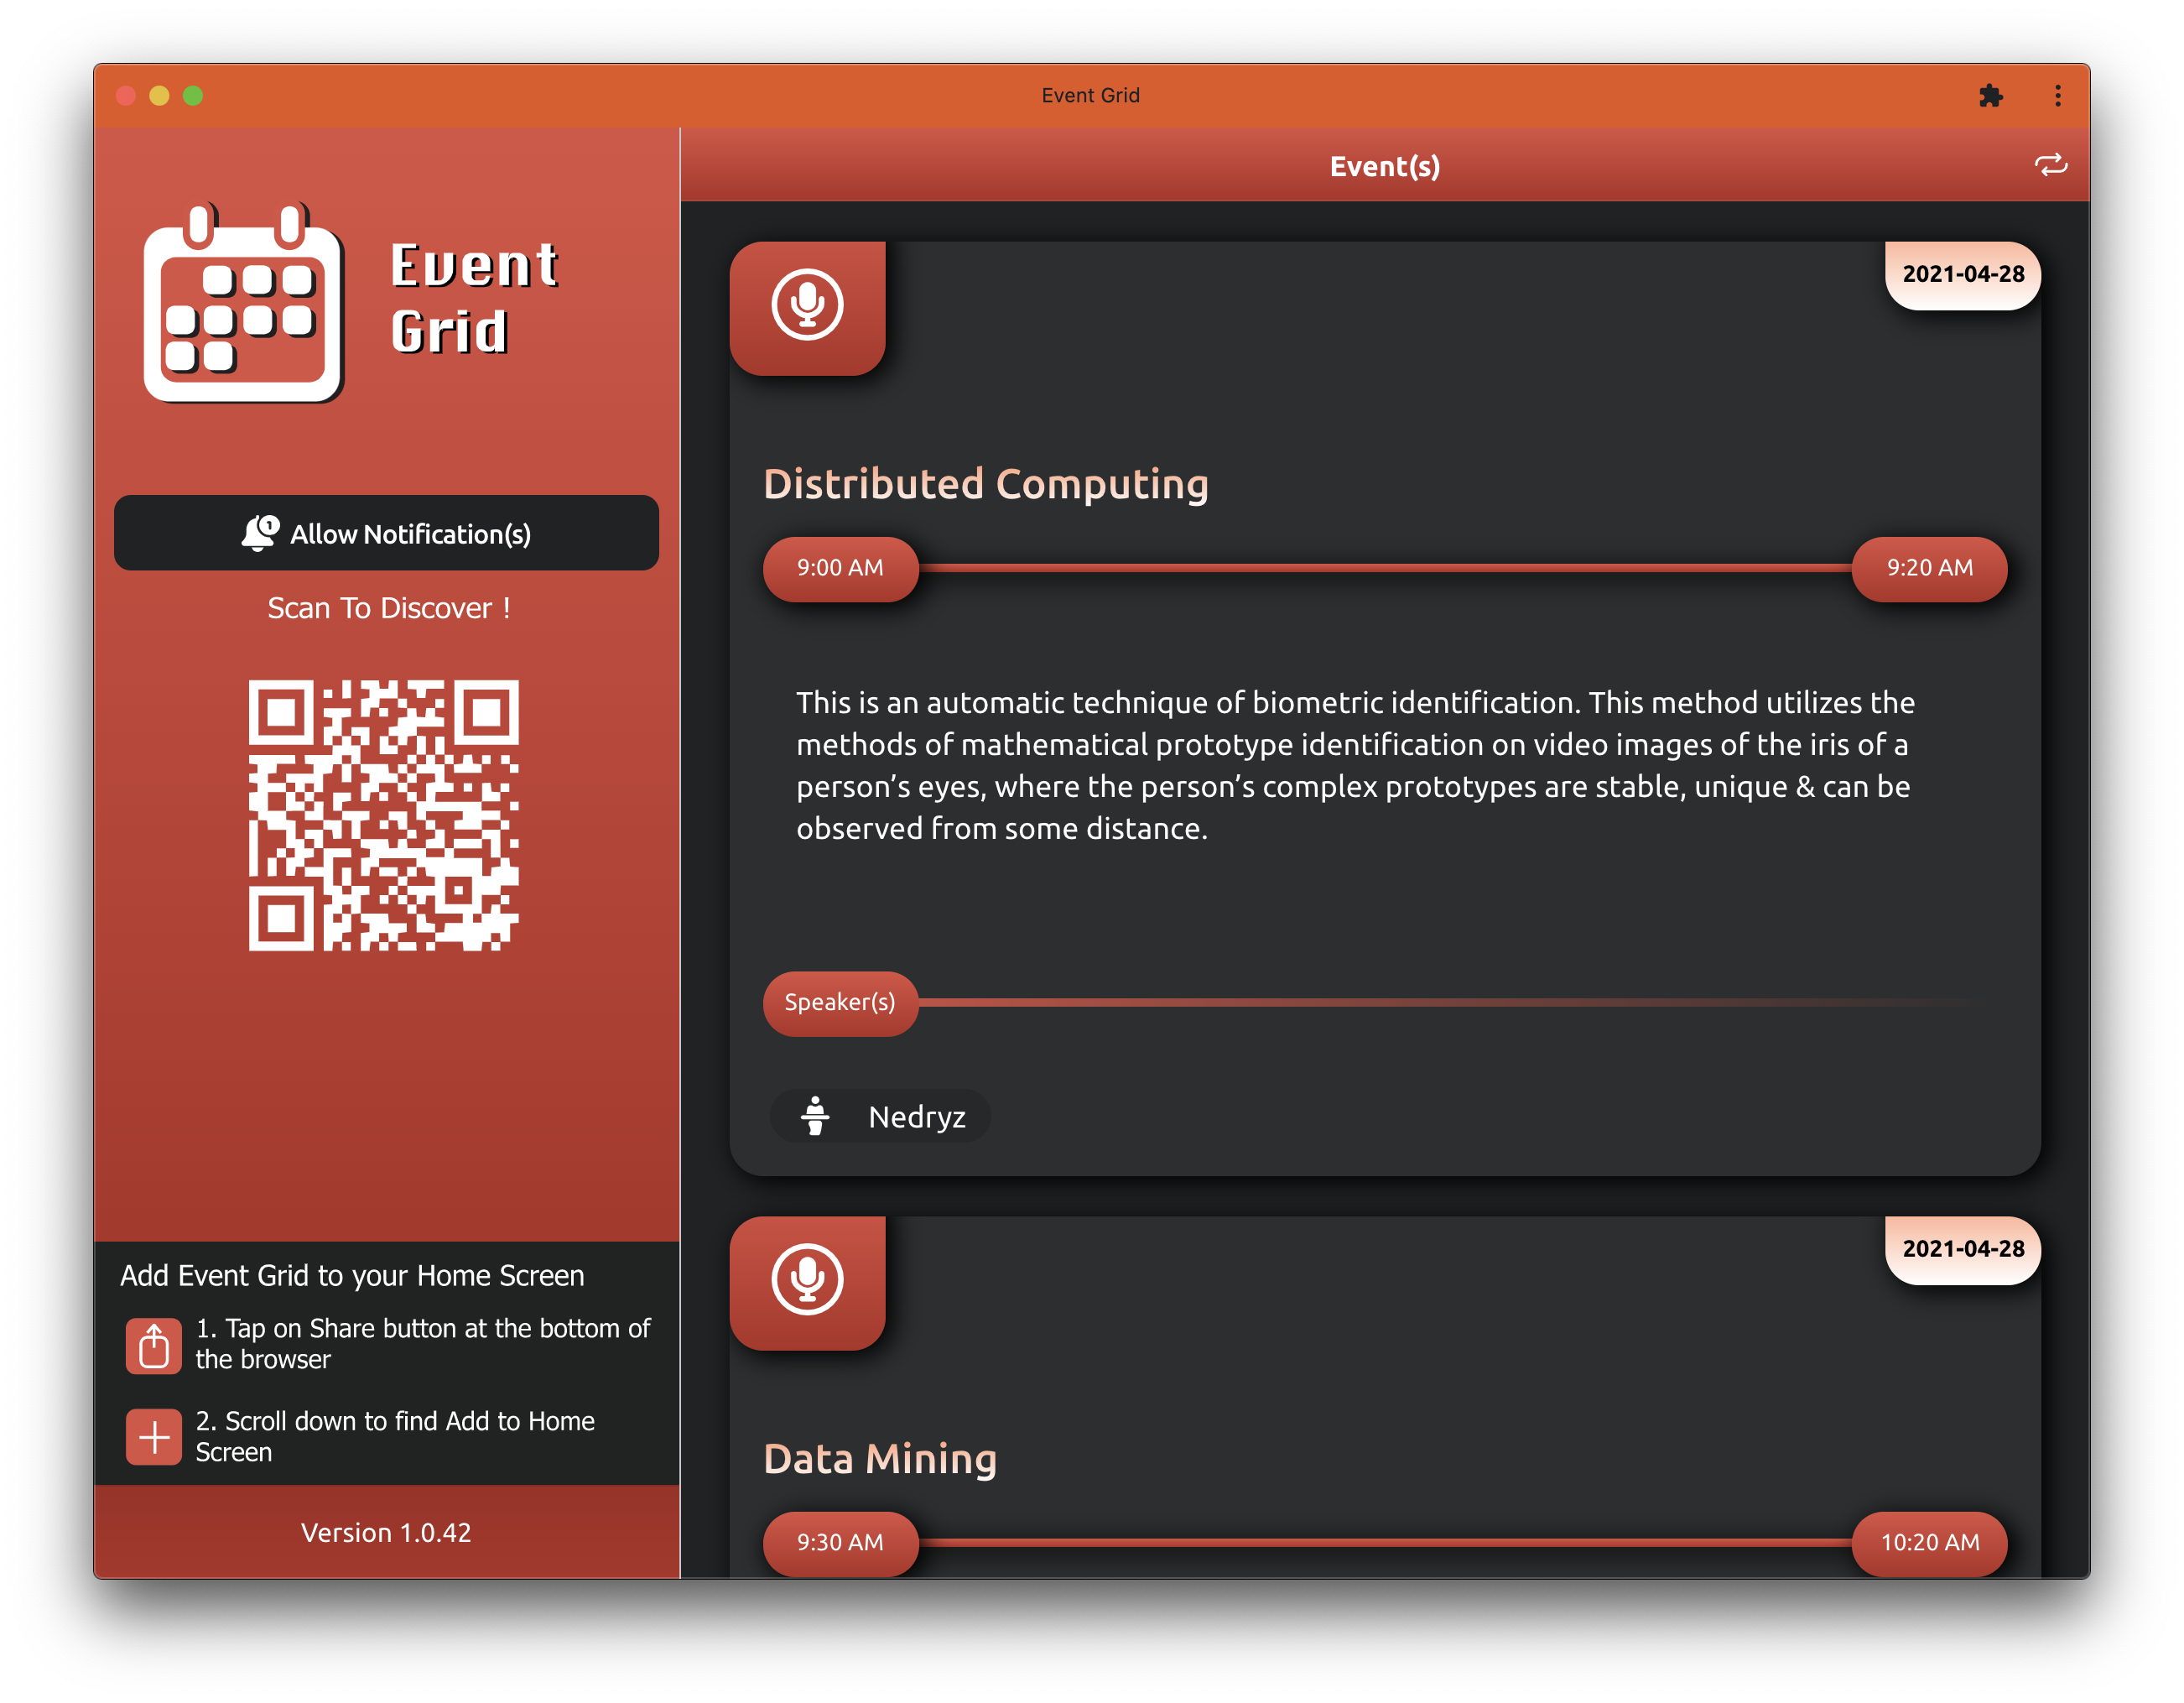 Event Grid
Event
Grid
1
Allow Notification(s)
Scan To Discover !
Add Event Grid to your Home Screen
1. Tap on Share button at the bottom of
the browser
2. Scroll down to find Add to Home
Screen
Version 1.0.42
Event(s)
2021-04-28
Distributed Computing
9:00 AM
9:20 AM
This is an automatic technique of biometric identification. This method utilizes the
methods of mathematical prototype identification on video images of the iris of a
person’s eyes, where the person’s complex prototypes are stable, unique & can be
observed from some distance.
Speaker(s)
Nedryz
2021-04-28
Data Mining
9:30 AM
10:20 AM